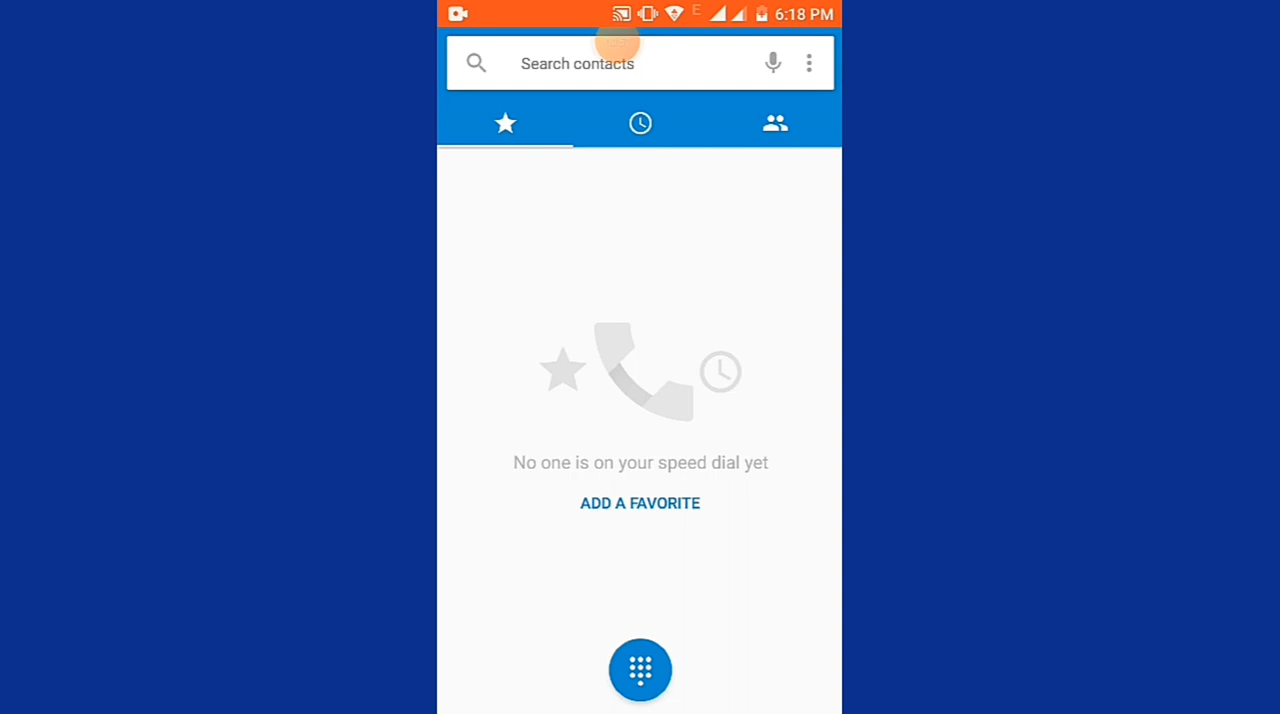 E 6:18 PM
Search contacts
No one is on your speed dial yet
ADD A FAVORITE